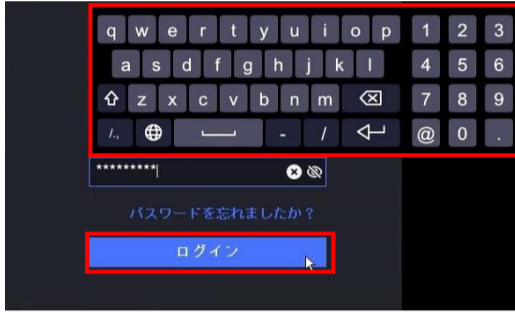 q w e r t y u i o p 1 2 3
a s d f g h j k l 4 5 6
z x c v b n m 7 8 9
/., - / @ 0 .
*********
パスワードを忘れましたか？
ログイン